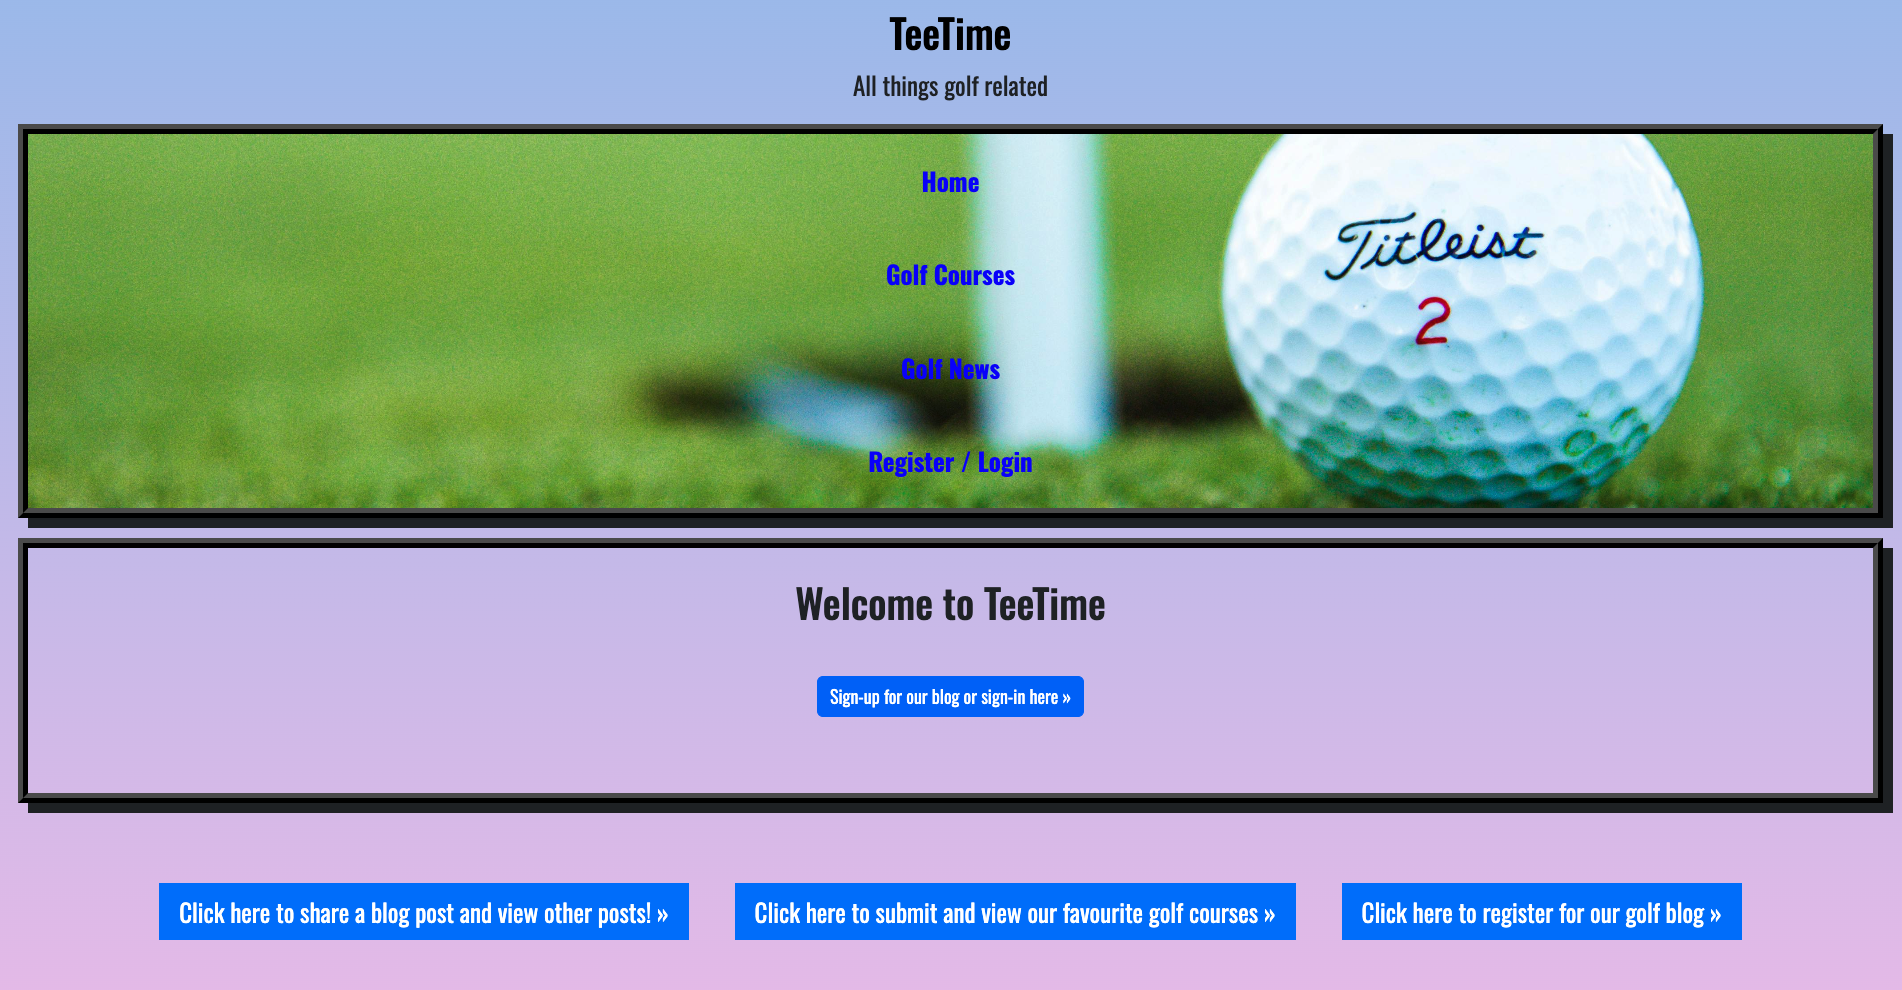 TeeTime
All things golf related
Home
Golf Courses
Golf News
Register / Login
Titleist
2
Welcome to TeeTime
Sign-up for our blog or sign-in here »
Click here to share a blog post and view other posts! »
Click here to submit and view our favourite golf courses »
Click here to register for our golf blog »